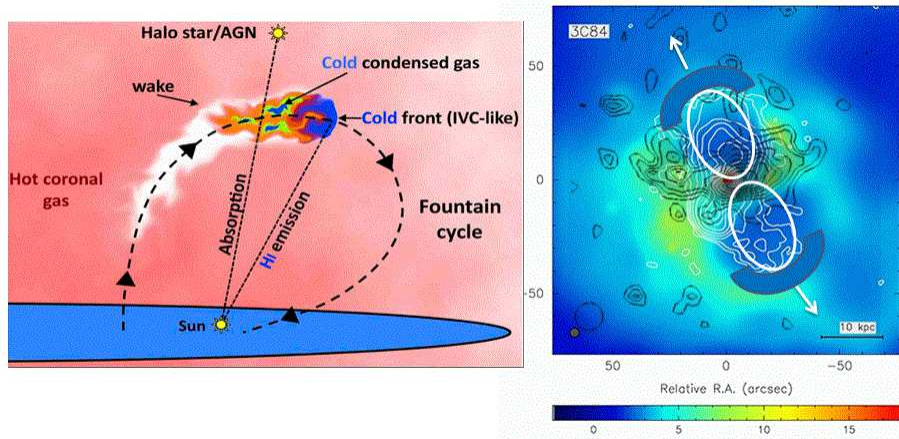 Halo star/AGN
Cold condensed gas
wake
Cold front (IVC-like)
Hot coronal
gas
Absorption
HI emission
Fountain
cycle
Sun
3C84
50
0
-50
10 kpc
50
0
-50
Relative R.A. (arcsec)
0
5
10
15